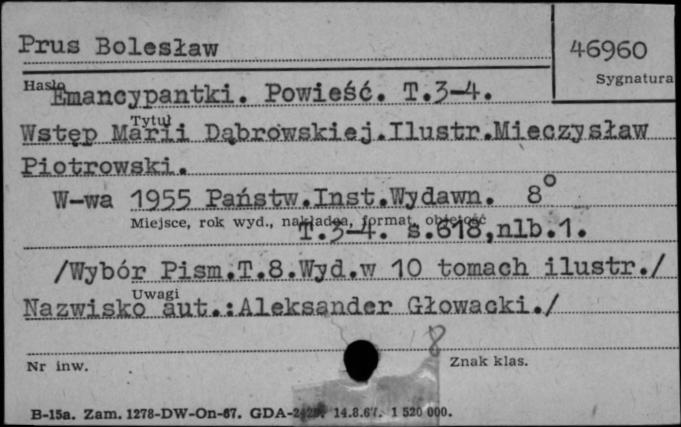 Prus Bolesław
46960
Hasło
Sygnatura
Emancypantki. Powieść. T.3-4.
Tytuł
Wstęp Marii Dąbrowskiej.Ilustr.Mieczysław
Piotrowski.
W-wa 1955 Państw.Inst.Wydawn. 8°
Miejsce, rok wyd., nakładca, format, objętość
T.3-4. s.618,nlb.1.
/Wybór Pism.T.8.Wyd.w 10 tomach ilustr./
Uwagi
Nazwisko aut.:Aleksander Głowacki./
8
Nr inw.
Znak klas.
B-15a. Zam. 1278-DW-On-67. GDA- 14.8.67. 1 520 000.